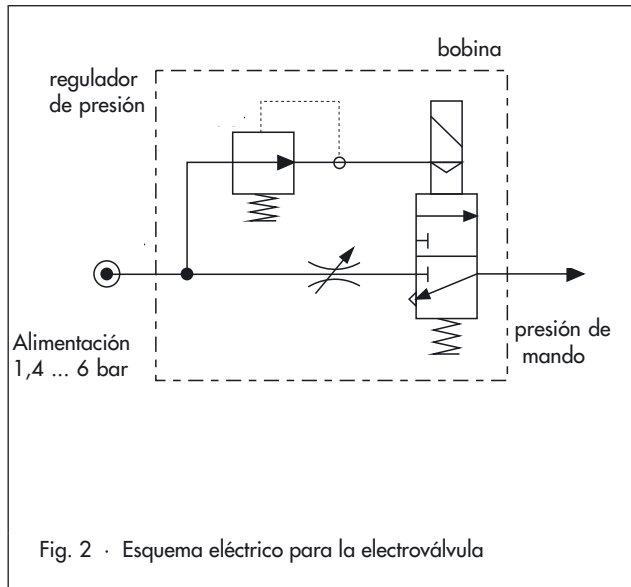 bobina
regulador
de presión
Alimentación
1,4 ... 6 bar
presión de
mando
Fig. 2 · Esquema eléctrico para la electroválvula